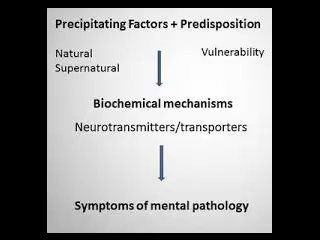 Precipitating Factors + Predisposition
Natural
Supernatural
Vulnerability
Biochemical mechanisms
Neurotransmitters/transporters
Symptoms of mental pathology